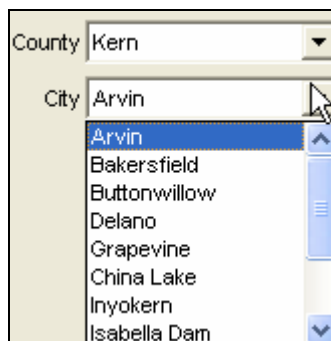 County Kern
City Arvin
Arvin
Bakersfield
Buttonwillow
Delano
Grapevine
China Lake
Inyokern
Isabella Dam